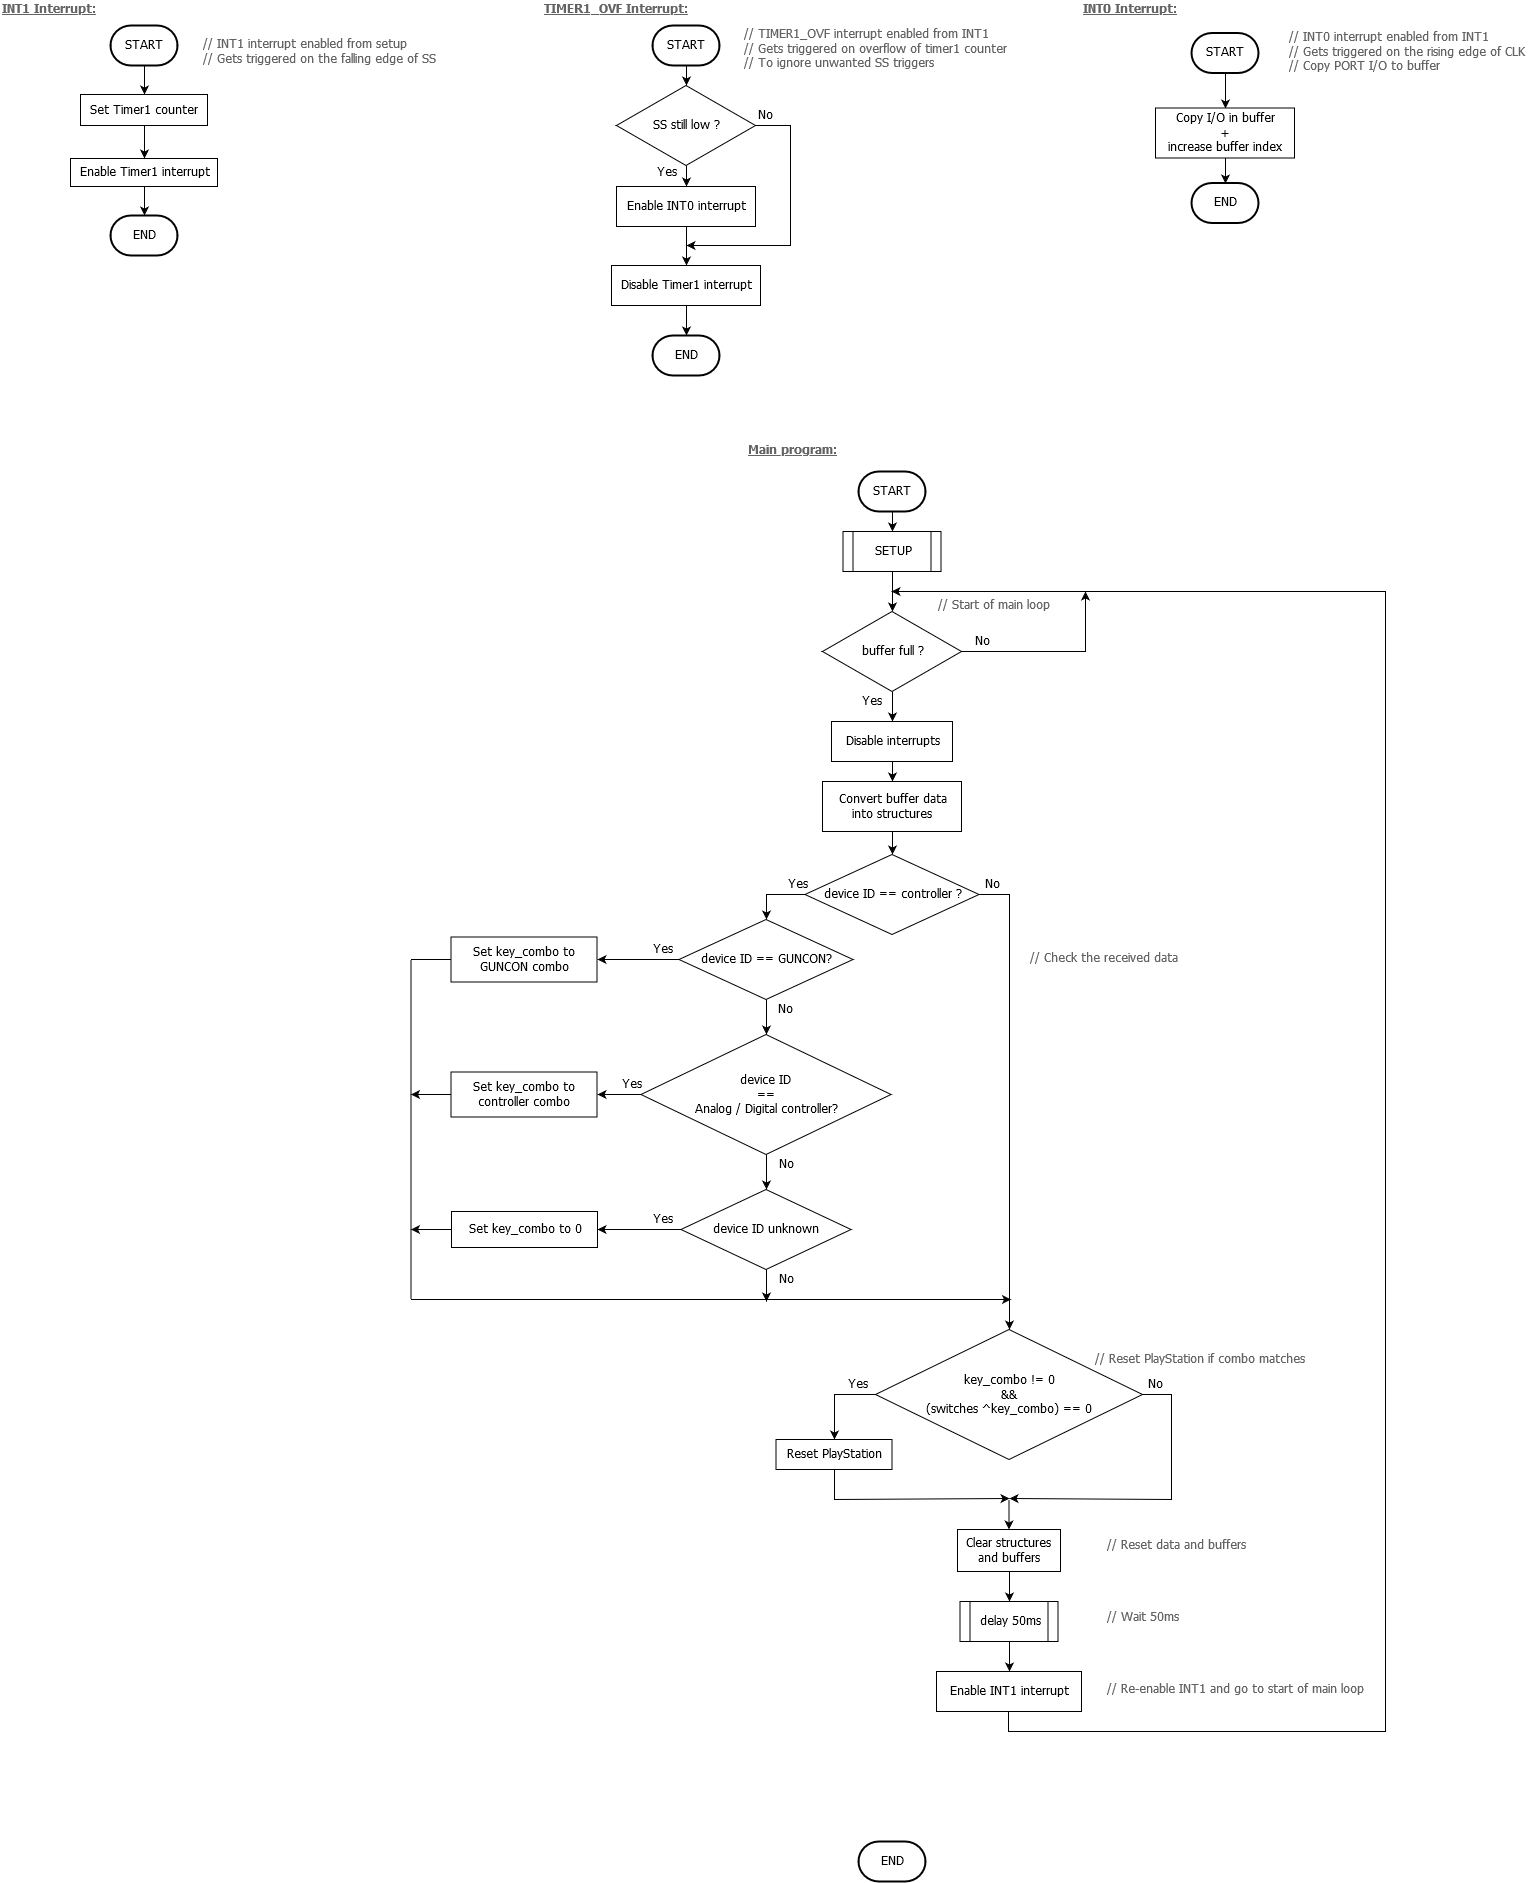 INT1 Interrupt:
START
// INT1 interrupt enabled from setup
// Gets triggered on the falling edge of SS
Set Timer1 counter
Enable Timer1 interrupt
END
TIMER1_OVF Interrupt:
START
// TIMER1_OVF interrupt enabled from INT1
// Gets triggered on overflow of timer1 counter
// To ignore unwanted SS triggers
SS still low ?
No
Yes
Enable INT0 interrupt
Disable Timer1 interrupt
END
INT0 Interrupt:
START
// INT0 interrupt enabled from INT1
// Gets triggered on the rising edge of CLK
// Copy PORT I/O to buffer
Copy I/O in buffer
+
increase buffer index
END
Main program:
START
SETUP
// Start of main loop
buffer full ?
No
Yes
Disable interrupts
Convert buffer data
into structures
Yes
device ID == controller ?
No
Set key_combo to
GUNCON combo
Yes
device ID == GUNCON?
// Check the received data
No
Set key_combo to
controller combo
Yes
device ID
==
Analog / Digital controller?
No
Set key_combo to 0
Yes
device ID unknown
No
// Reset PlayStation if combo matches
Yes
key_combo != 0
&&
(switches ^key_combo) == 0
No
Reset PlayStation
Clear structures
and buffers
// Reset data and buffers
delay 50ms
// Wait 50ms
Enable INT1 interrupt
// Re-enable INT1 and go to start of main loop
END